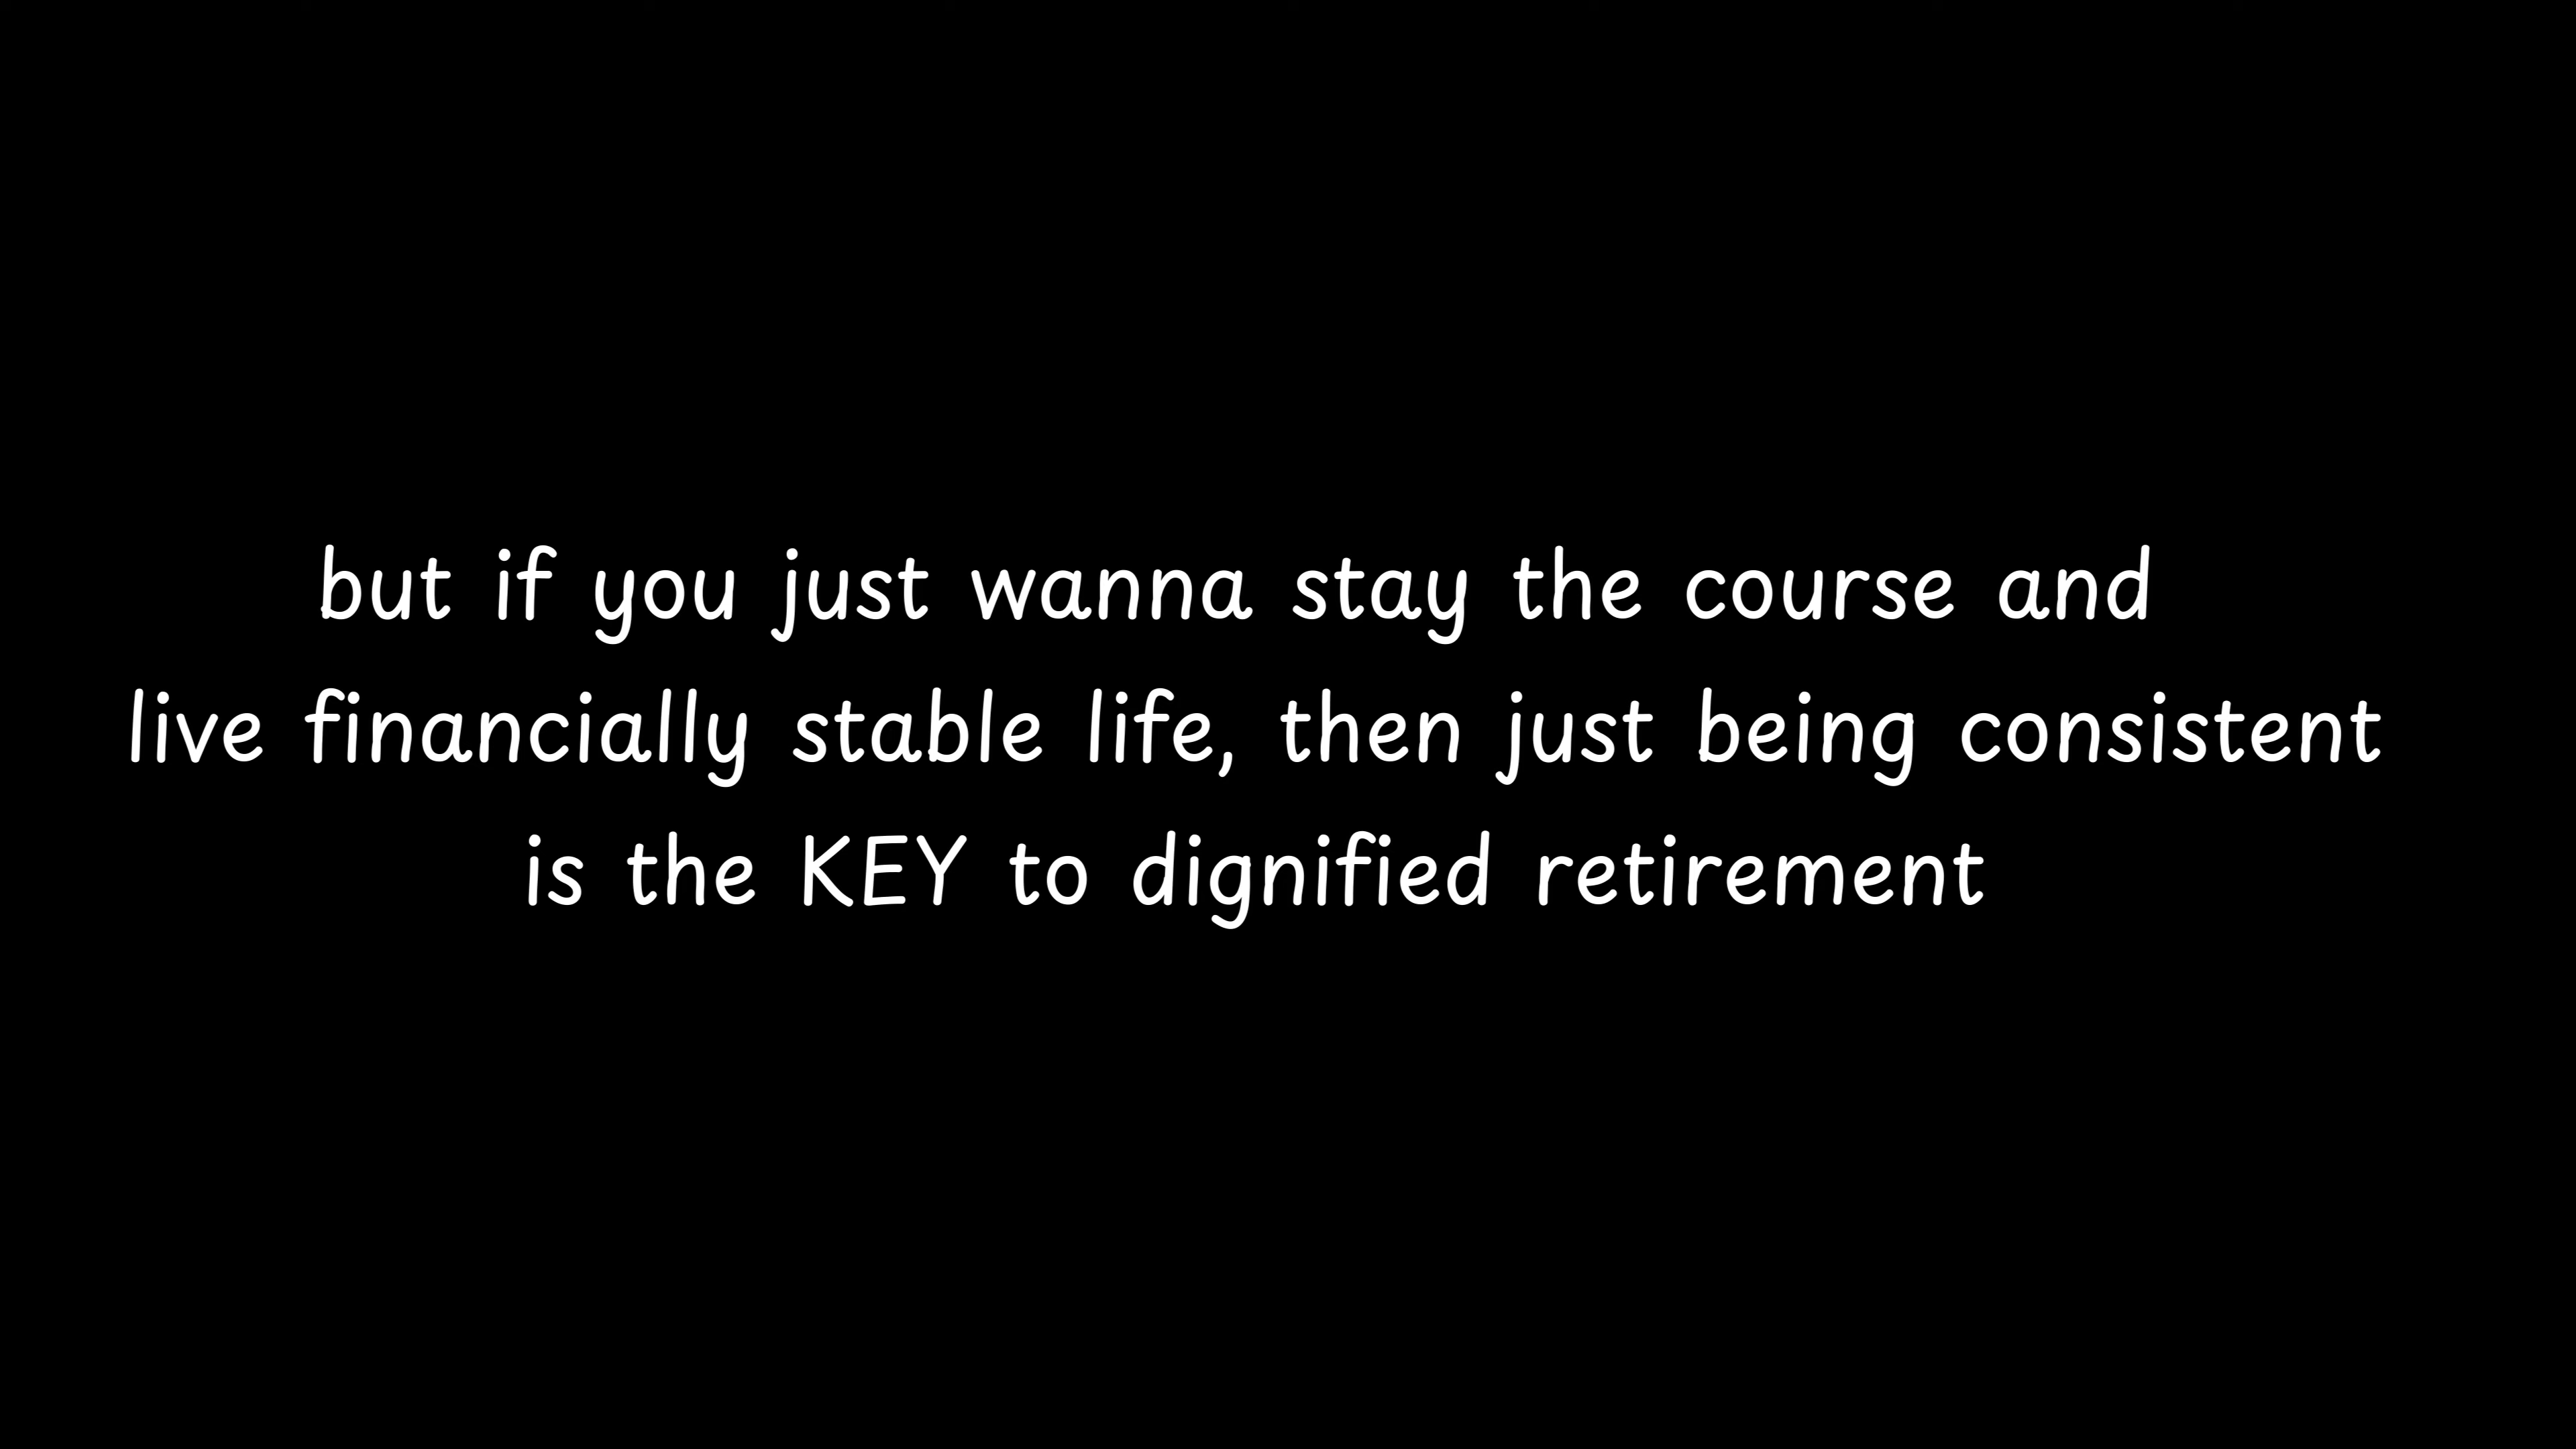 but if you just wanna stay the course and
live financially stable life, then just being consistent
is the KEY to dignified retirement